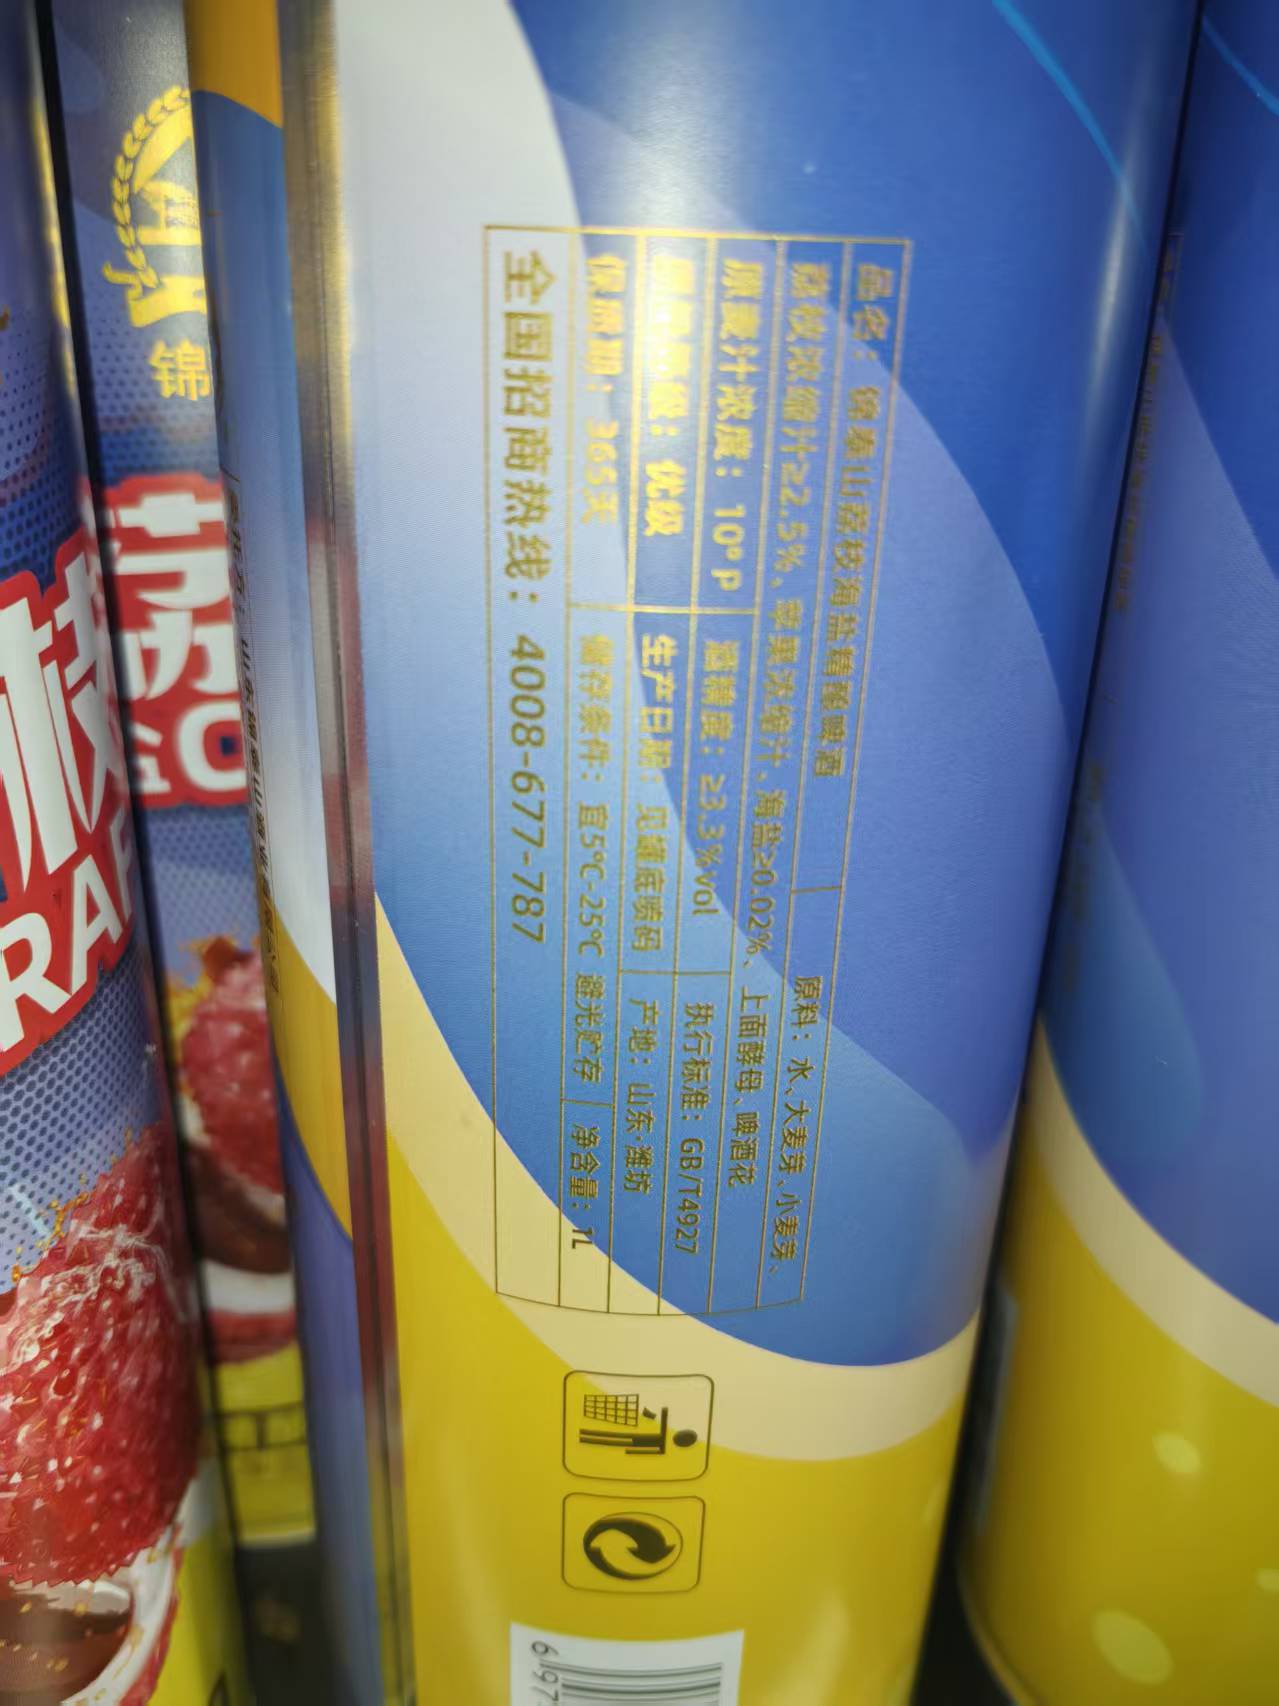 品名：锦泰山荔枝海盐精酿啤酒
原料：水、大麦芽、小麦芽、
荔枝浓缩汁≥2.5%、苹果浓缩汁、海盐≥0.02%、上面酵母、啤酒花
原麦汁浓度：10°P
酒精度：≥3.3%vol
执行标准：GB/T4927
质量等级：优级
生产日期：见罐底喷码
产地：山东·潍坊
保质期：365天
储存条件：宜5℃-25℃ 避光贮存
净含量：1L
全国招商热线：4008-677-787
锦
枝